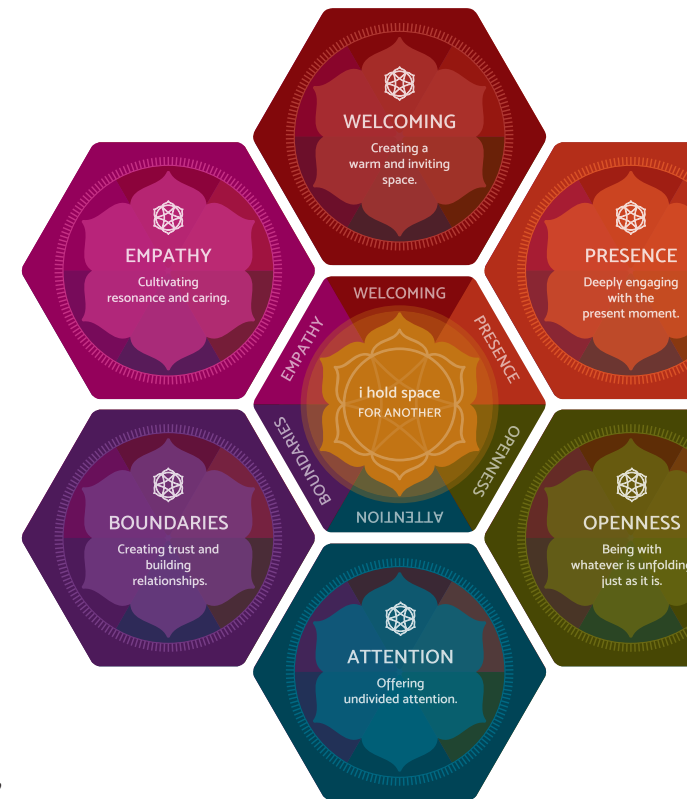 WELCOMING
Creating a
warm and inviting
space.
EMPATHY
Cultivating
resonance and caring.
PRESENCE
Deeply engaging
with the
present moment.
WELCOMING
PRESENCE
OPENNESS
ATTENTION
BOUNDARIES
EMPATHY
i hold space
FOR ANOTHER
BOUNDARIES
Creating trust and
building
relationships.
OPENNESS
Being with
whatever is unfolding
just as it is.
ATTENTION
Offering
undivided attention.